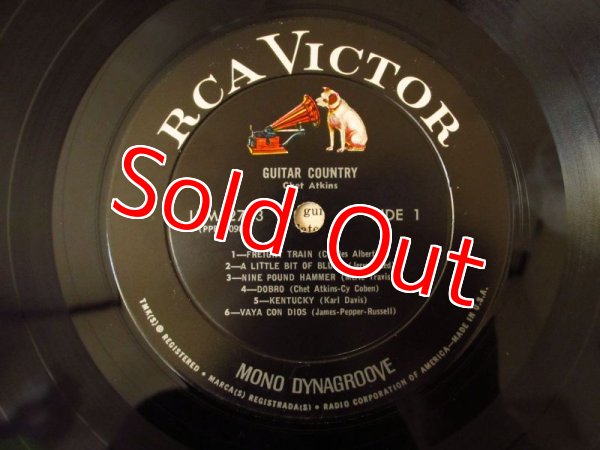 RCA VICTOR
GUITAR COUNTRY
Chet Atkins
SIDE 1
1—FREIGHT TRAIN
2—A LITTLE BIT OF
3—NINE POUND HAMMER
4—DOBRO (Chet Atkins-Cy Coben)
5—KENTUCKY (Karl Davis)
6—VAYA CON DIOS (James-Pepper-Russell)
MONO DYNAGROOVE
TMK(S) ® REGISTERED • MARCA(S) REGISTRADA(S) • RADIO CORPORATION OF AMERICA—MADE IN U.S.A.
Sold Out